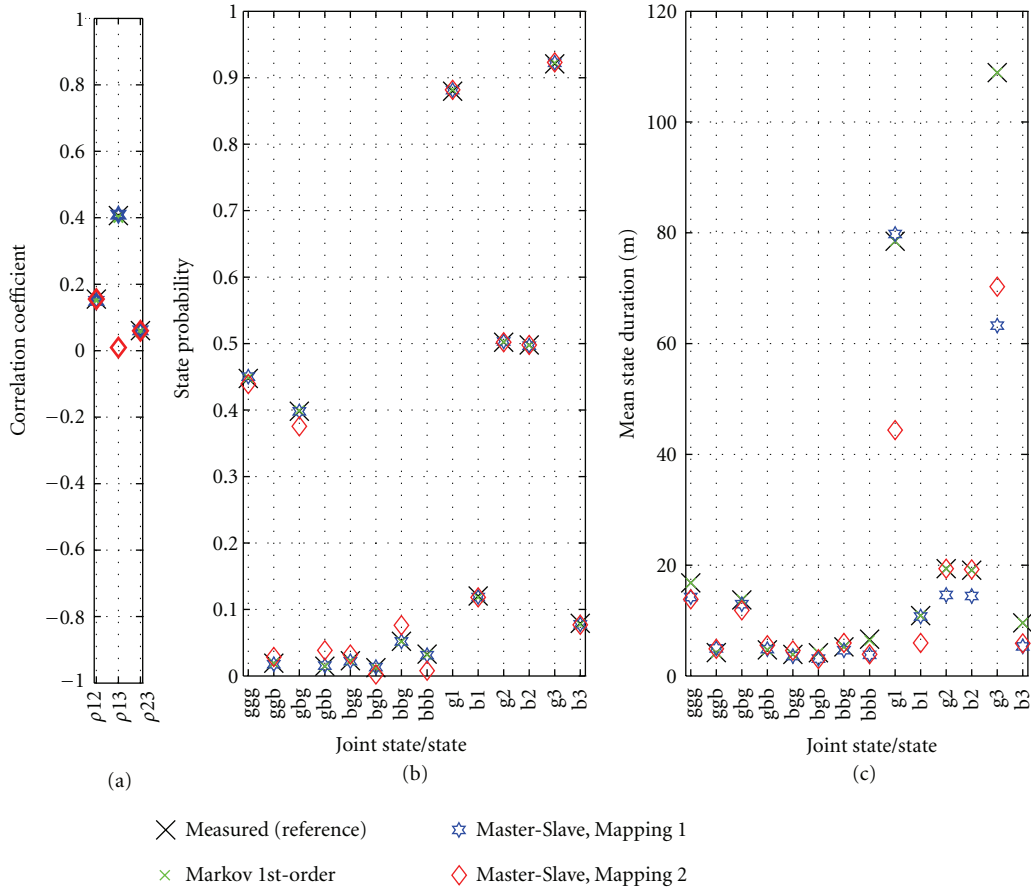 1
0.8
0.6
0.4
0.2
0
−0.2
−0.4
−0.6
−0.8
−1
Correlation coefficient
ρ12
ρ13
ρ23
(a)
1
0.9
0.8
0.7
0.6
0.5
0.4
0.3
0.2
0.1
0
State probability
ggg
ggb
gbg
gbb
bgg
bgb
bbg
bbb
g1
b1
g2
b2
g3
b3
Joint state/state
(b)
120
100
80
60
40
20
0
Mean state duration (m)
ggg
ggb
gbg
gbb
bgg
bgb
bbg
bbb
g1
b1
g2
b2
g3
b3
Joint state/state
(c)
Measured (reference)
Markov 1st-order
Master-Slave, Mapping 1
Master-Slave, Mapping 2